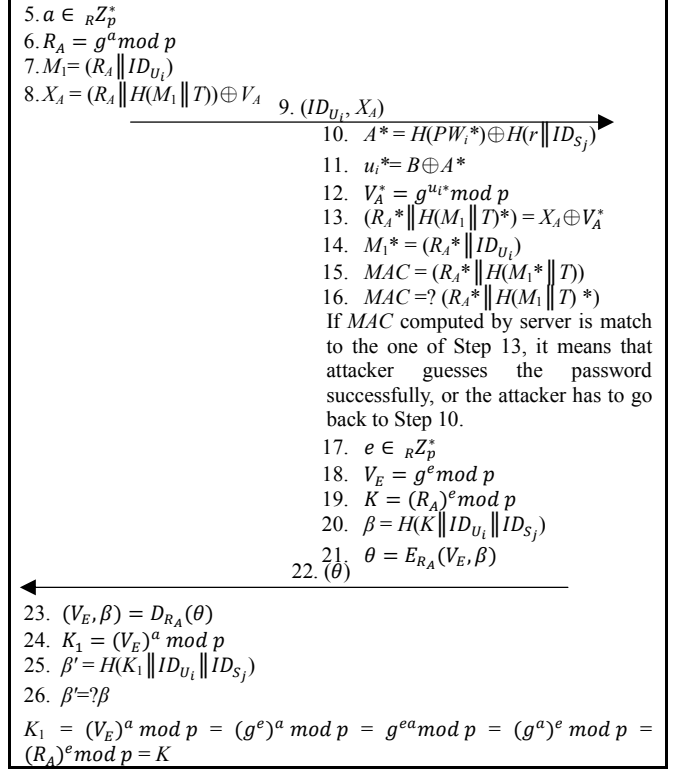 5. a ∈ _R Z_p^*
6. R_A = g^a mod p
7. M_1 = (R_A ‖ ID_{U_i})
8. X_A = (R_A ‖ H(M_1 ‖ T)) ⊕ V_A
9. (ID_{U_i}, X_A)
10. A* = H(PW_i*) ⊕ H(r ‖ ID_{S_j})
11. u_i* = B ⊕ A*
12. V_A^* = g^{u_i*} mod p
13. (R_A* ‖ H(M_1 ‖ T)*) = X_A ⊕ V_A^*
14. M_1* = (R_A* ‖ ID_{U_i})
15. MAC = (R_A* ‖ H(M_1* ‖ T))
16. MAC =? (R_A* ‖ H(M_1 ‖ T) *)
If MAC computed by server is match
to the one of Step 13, it means that
attacker guesses the password
successfully, or the attacker has to go
back to Step 10.
17. e ∈ _R Z_p^*
18. V_E = g^e mod p
19. K = (R_A)^e mod p
20. β = H(K ‖ ID_{U_i} ‖ ID_{S_j})
21. θ = E_{R_A}(V_E, β)
22. (θ)
23. (V_E, β) = D_{R_A}(θ)
24. K_1 = (V_E)^a mod p
25. β′ = H(K_1 ‖ ID_{U_i} ‖ ID_{S_j})
26. β′=?β
K_1 = (V_E)^a mod p = (g^e)^a mod p = g^{ea} mod p = (g^a)^e mod p =
(R_A)^e mod p = K